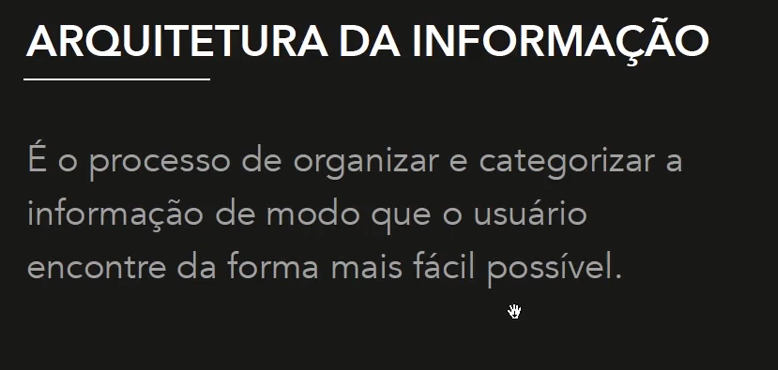 ARQUITETURA DA INFORMAÇÃO
É o processo de organizar e categorizar a
informação de modo que o usuário
encontre da forma mais fácil possível.